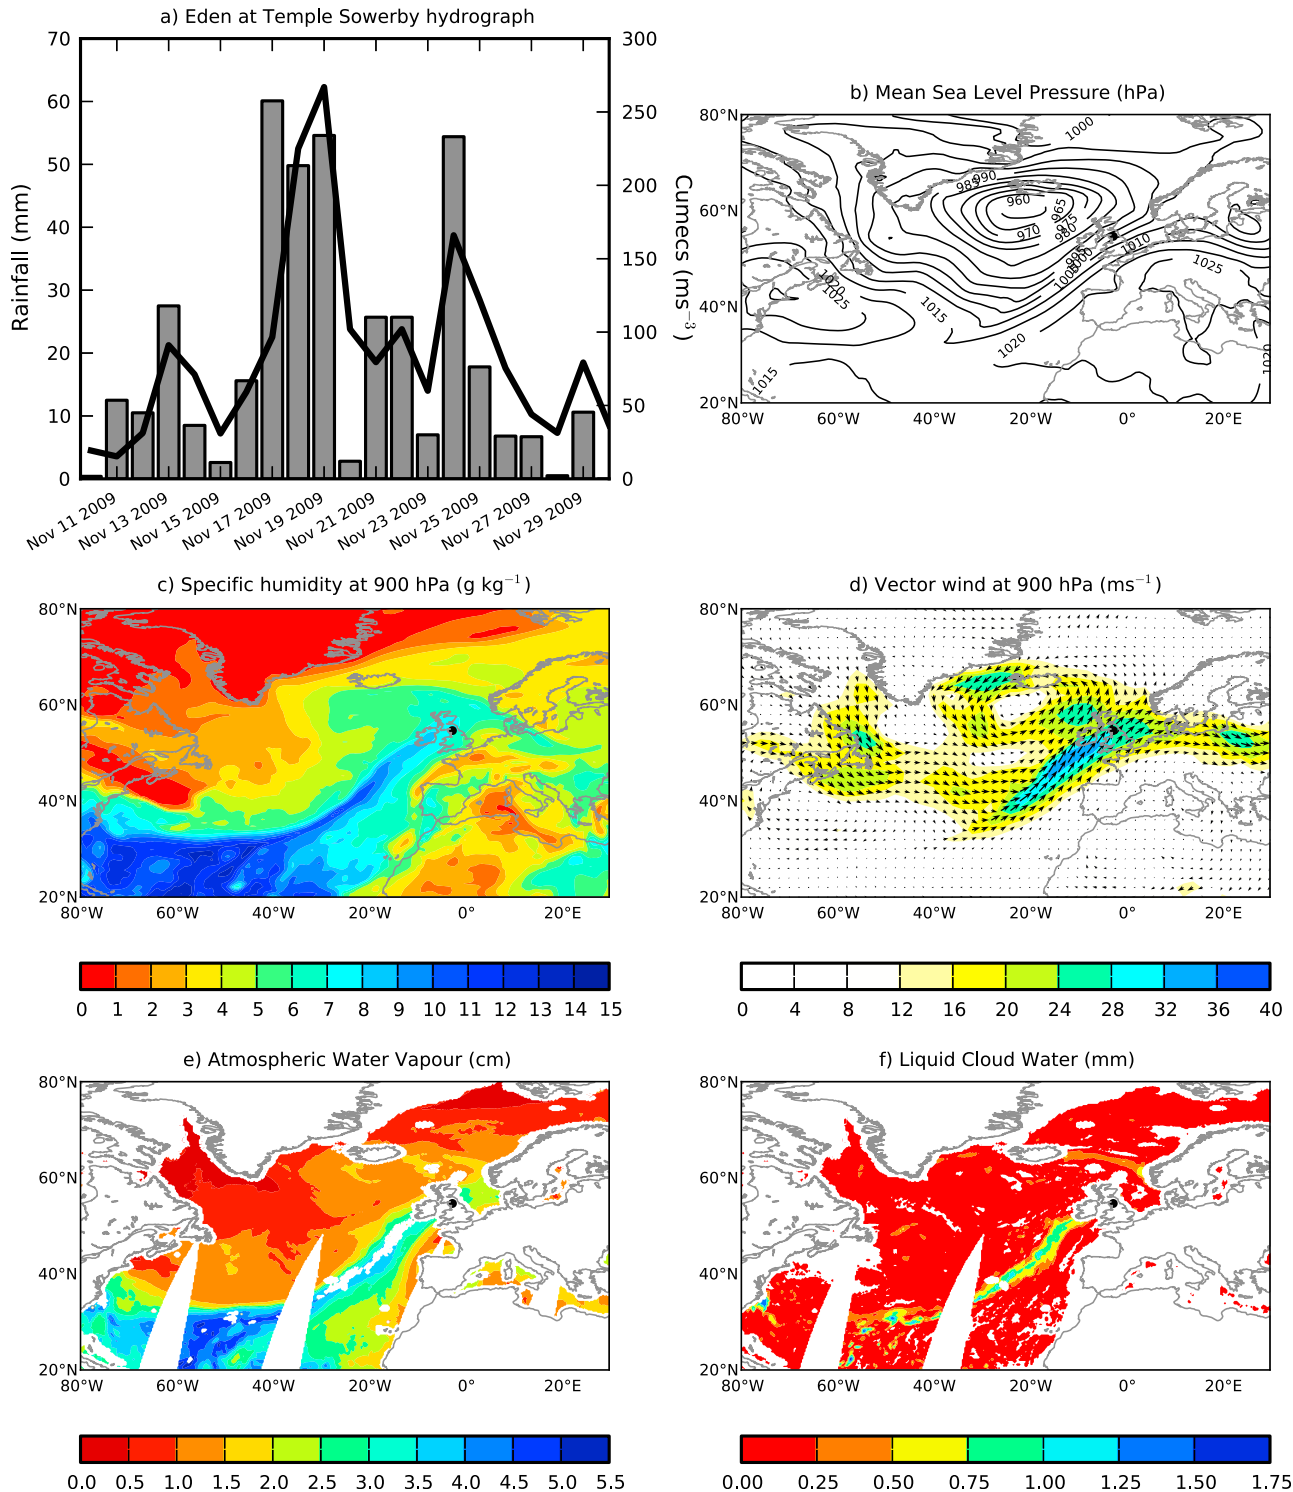 a) Eden at Temple Sowerby hydrograph
70
60
50
40
30
20
10
0
Rainfall (mm)
300
250
200
150
100
50
0
Cumecs (ms⁻³)
Nov 11 2009
Nov 13 2009
Nov 15 2009
Nov 17 2009
Nov 19 2009
Nov 21 2009
Nov 23 2009
Nov 25 2009
Nov 27 2009
Nov 29 2009
b) Mean Sea Level Pressure (hPa)
80°N
60°N
40°N
20°N
80°W 60°W 40°W 20°W 0° 20°E
1000
985
990
960
965
970
975
980
995
1000
1005
1010
1025
1020
1025
1015
1020
1015
1020
c) Specific humidity at 900 hPa (g kg⁻¹)
80°N
60°N
40°N
20°N
80°W 60°W 40°W 20°W 0° 20°E
0 1 2 3 4 5 6 7 8 9 10 11 12 13 14 15
d) Vector wind at 900 hPa (ms⁻¹)
80°N
60°N
40°N
20°N
80°W 60°W 40°W 20°W 0° 20°E
0 4 8 12 16 20 24 28 32 36 40
e) Atmospheric Water Vapour (cm)
80°N
60°N
40°N
20°N
80°W 60°W 40°W 20°W 0° 20°E
0.0 0.5 1.0 1.5 2.0 2.5 3.0 3.5 4.0 4.5 5.0 5.5
f) Liquid Cloud Water (mm)
80°N
60°N
40°N
20°N
80°W 60°W 40°W 20°W 0° 20°E
0.00 0.25 0.50 0.75 1.00 1.25 1.50 1.75